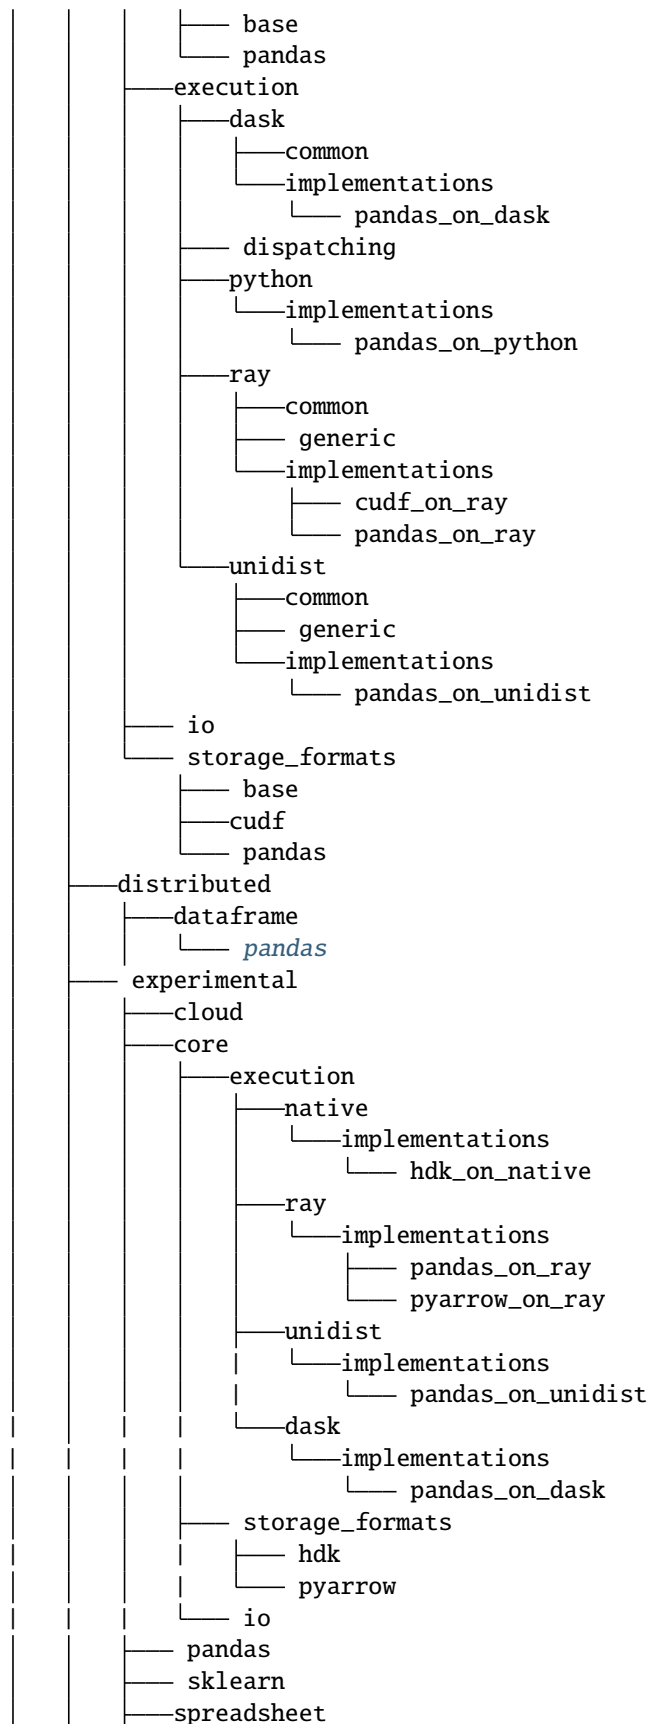 base
pandas
execution
dask
common
implementations
pandas_on_dask
dispatching
python
implementations
pandas_on_python
ray
common
generic
implementations
cudf_on_ray
pandas_on_ray
unidist
common
generic
implementations
pandas_on_unidist
io
storage_formats
base
cudf
pandas
distributed
dataframe
pandas
experimental
cloud
core
execution
native
implementations
hdk_on_native
ray
implementations
pandas_on_ray
pyarrow_on_ray
unidist
implementations
pandas_on_unidist
dask
implementations
pandas_on_dask
storage_formats
hdk
pyarrow
io
pandas
sklearn
spreadsheet